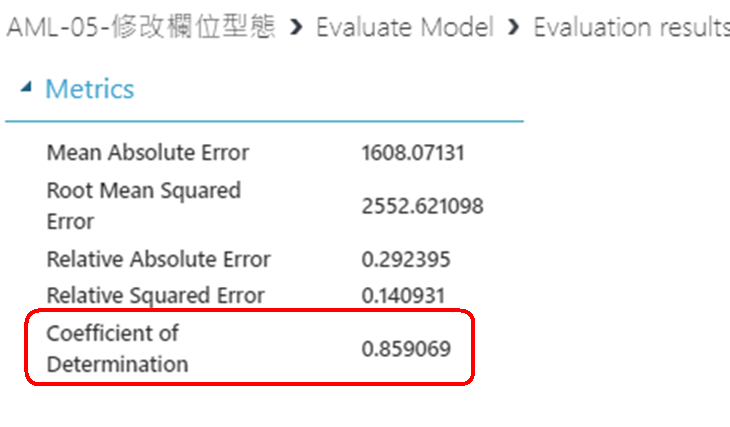 AML-05-修改欄位型態 › Evaluate Model › Evaluation results
Metrics
Mean Absolute Error 1608.07131
Root Mean Squared
Error 2552.621098
Relative Absolute Error 0.292395
Relative Squared Error 0.140931
Coefficient of
Determination 0.859069